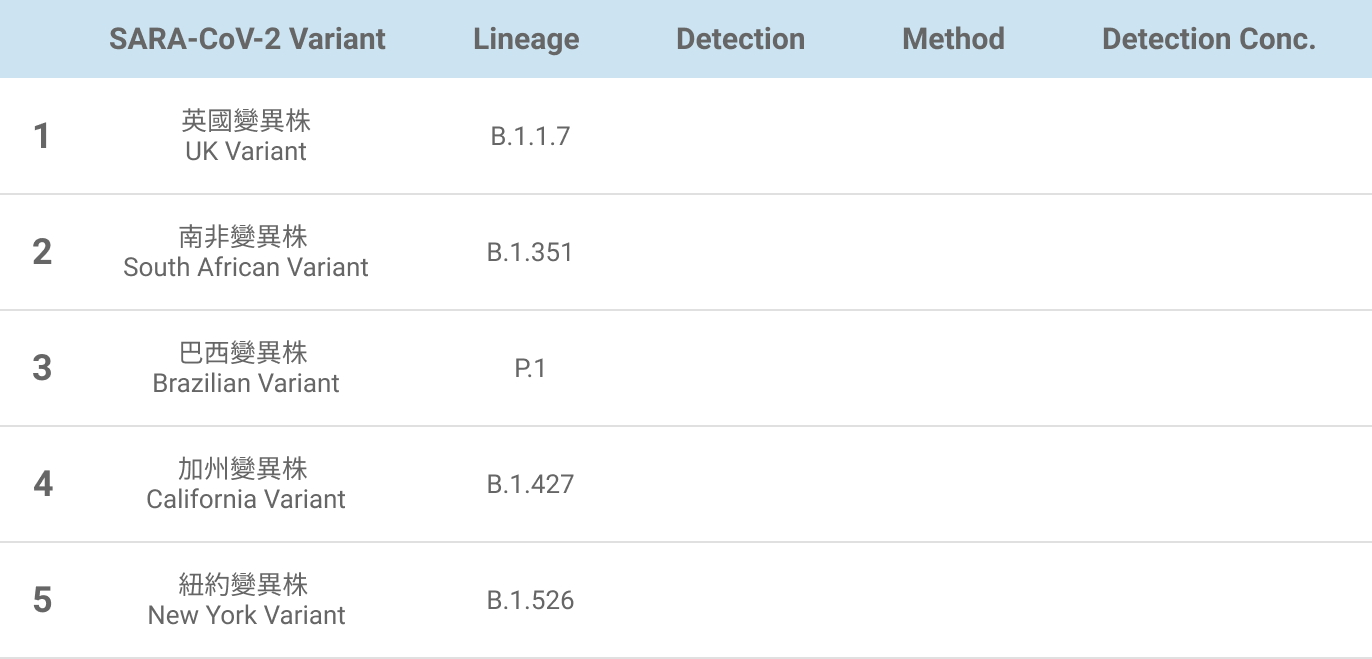 SARA-CoV-2 Variant Lineage Detection Method Detection Conc.
1 英國變異株 B.1.1.7
UK Variant
2 南非變異株 B.1.351
South African Variant
3 巴西變異株 P.1
Brazilian Variant
4 加州變異株 B.1.427
California Variant
5 紐約變異株 B.1.526
New York Variant